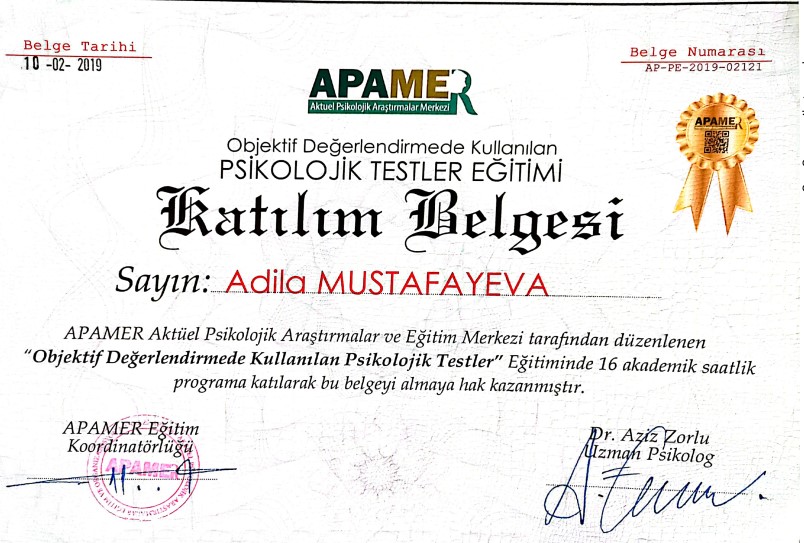 Belge Tarihi
10 -02- 2019
Belge Numarası
AP-PE-2019-02121
APAMER
Aktuel Psikolojik Araştırmalar Merkezi
APAMER
Objektif Değerlendirmede Kullanılan
PSİKOLOJİK TESTLER EĞİTİMİ
Katılım Belgesi
Sayın: Adila MUSTAFAYEVA
APAMER Aktüel Psikolojik Araştırmalar ve Eğitim Merkezi tarafından düzenlenen
“Objektif Değerlendirmede Kullanılan Psikolojik Testler” Eğitiminde 16 akademik saatlik
programa katılarak bu belgeyi almaya hak kazanmıştır.
APAMER Eğitim
Koordinatörlüğü
APAMER
Dr. Aziz Zorlu
Uzman Psikolog